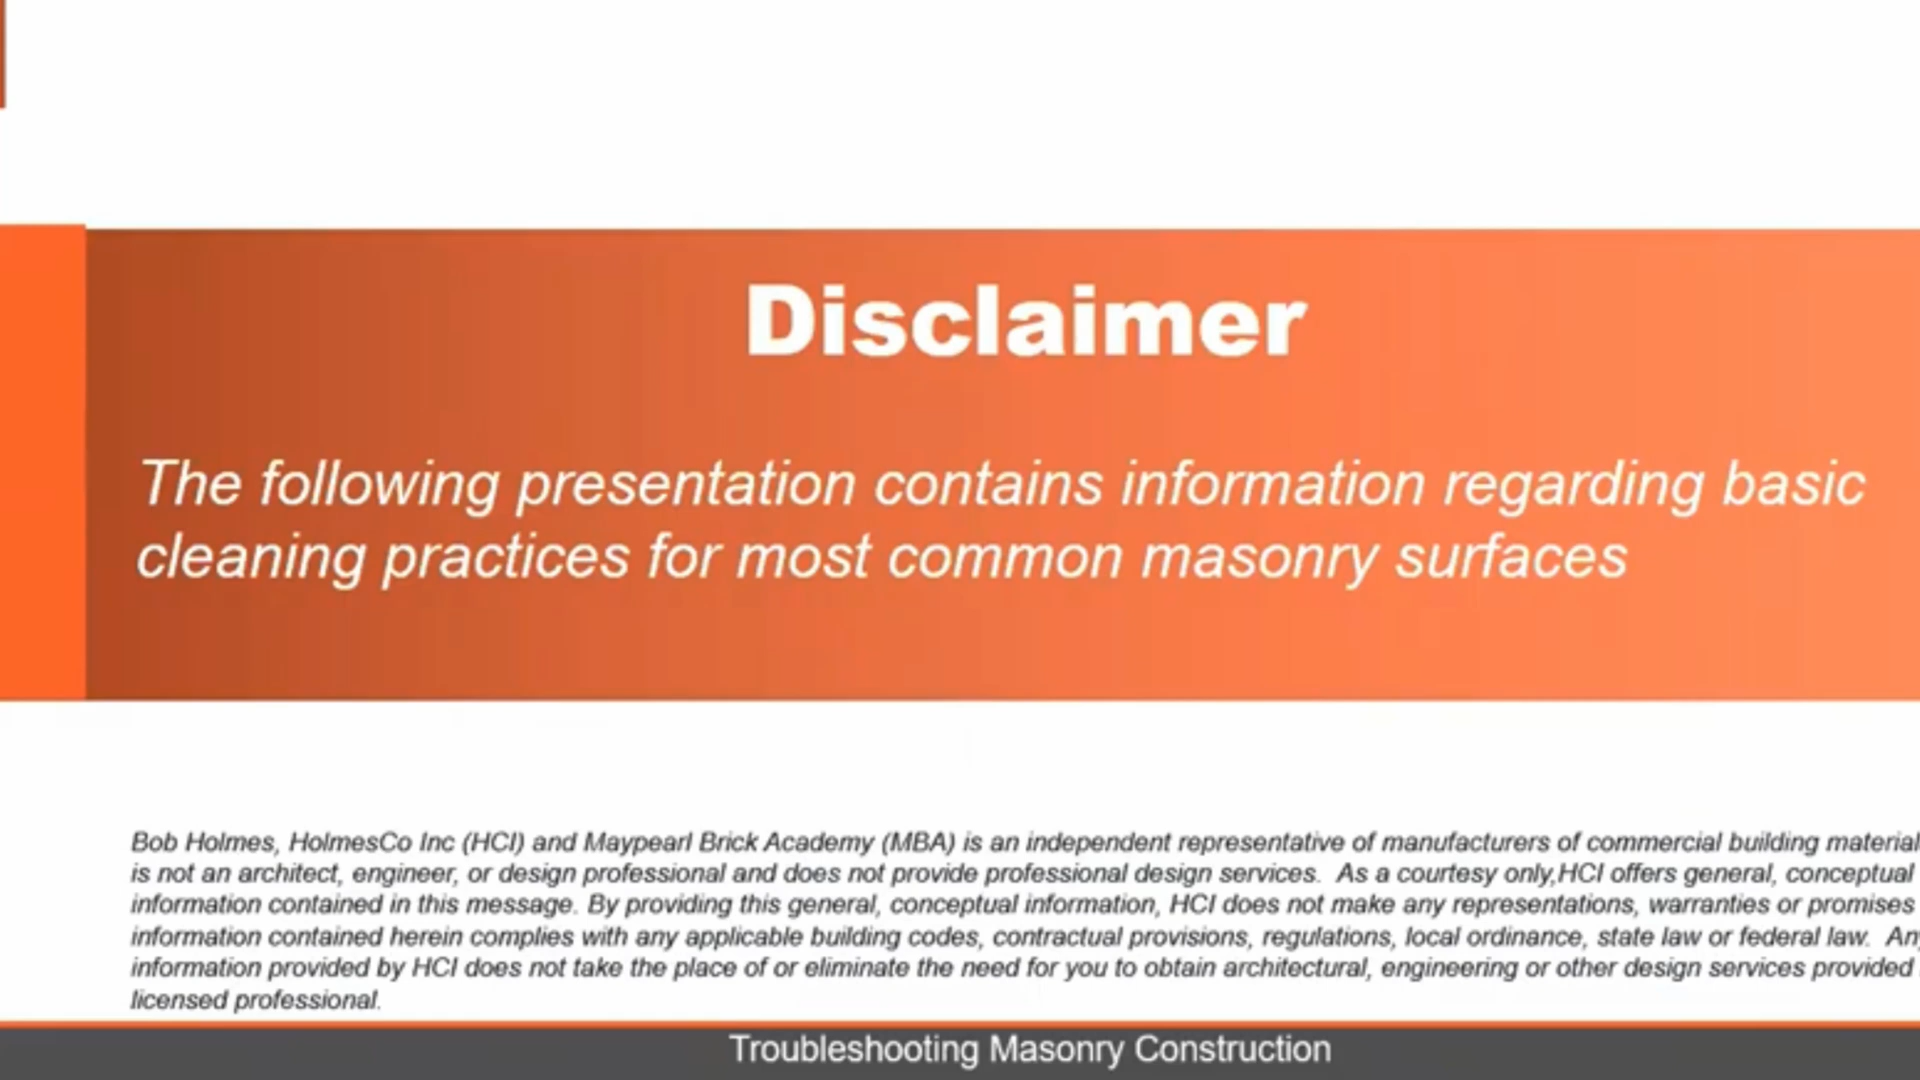 Disclaimer
The following presentation contains information regarding basic
cleaning practices for most common masonry surfaces
Bob Holmes, HolmesCo Inc (HCI) and Maypearl Brick Academy (MBA) is an independent representative of manufacturers of commercial building material
is not an architect, engineer, or design professional and does not provide professional design services. As a courtesy only,HCI offers general, conceptual
information contained in this message. By providing this general, conceptual information, HCI does not make any representations, warranties or promises
information contained herein complies with any applicable building codes, contractual provisions, regulations, local ordinance, state law or federal law.
information provided by HCI does not take the place of or eliminate the need for you to obtain architectural, engineering or other design services provided
licensed professional.
Troubleshooting Masonry Construction